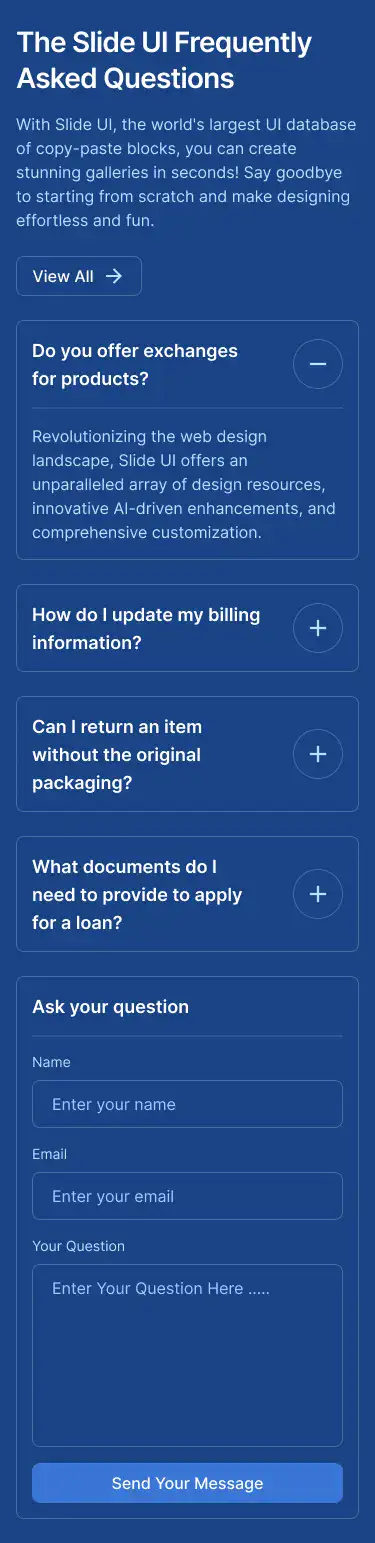 The Slide UI Frequently
Asked Questions
With Slide UI, the world's largest UI database
of copy-paste blocks, you can create
stunning galleries in seconds! Say goodbye
to starting from scratch and make designing
effortless and fun.
View All
Do you offer exchanges
for products?
Revolutionizing the web design
landscape, Slide UI offers an
unparalleled array of design resources,
innovative AI-driven enhancements, and
comprehensive customization.
How do I update my billing
information?
Can I return an item
without the original
packaging?
What documents do I
need to provide to apply
for a loan?
Ask your question
Name
Enter your name
Email
Enter your email
Your Question
Enter Your Question Here .....
Send Your Message